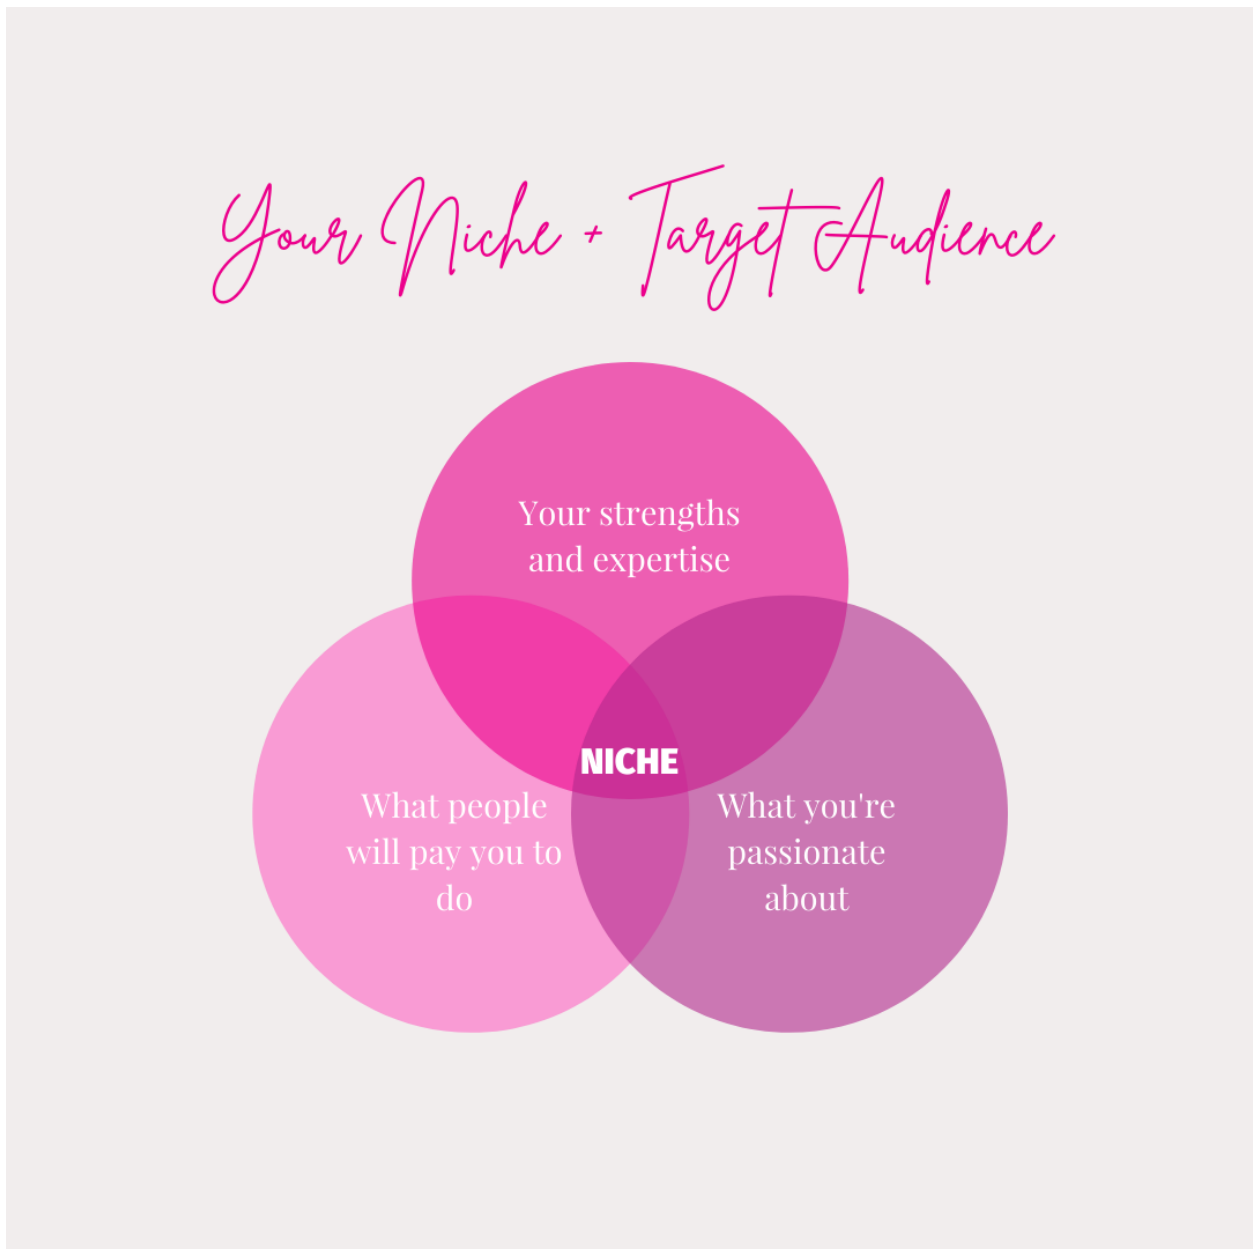 Your Niche + Target Audience
Your strengths
and expertise
NICHE
What people
will pay you to
do
What you're
passionate
about